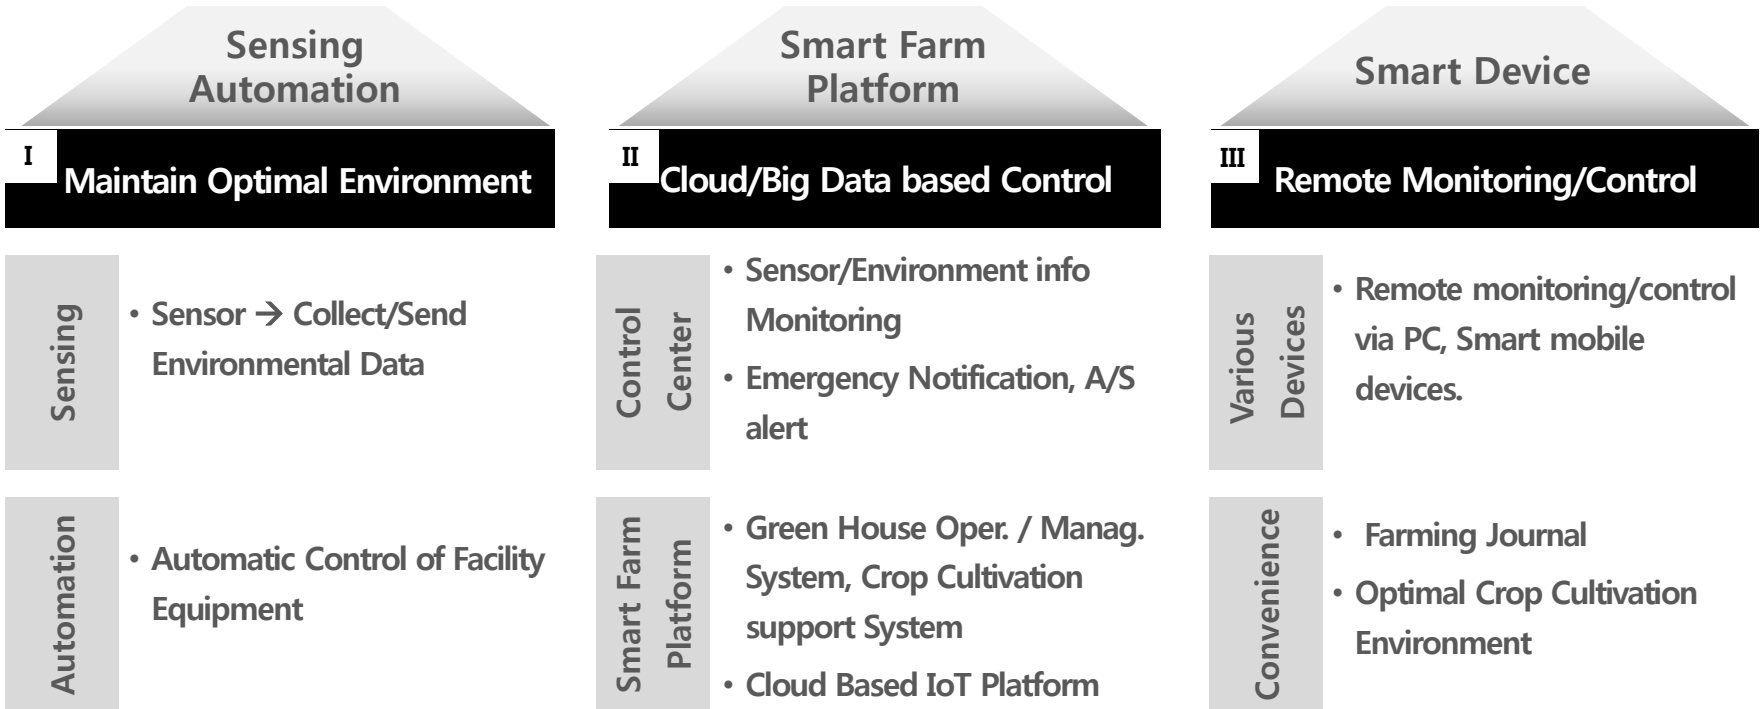 Sensing
Automation
I
Maintain Optimal Environment
Sensing
• Sensor → Collect/Send
Environmental Data
Automation
• Automatic Control of Facility
Equipment
Smart Farm
Platform
II
Cloud/Big Data based Control
Control
Center
• Sensor/Environment info
Monitoring
• Emergency Notification, A/S
alert
Smart Farm
Platform
• Green House Oper. / Manag.
System, Crop Cultivation
support System
• Cloud Based IoT Platform
Smart Device
III
Remote Monitoring/Control
Various
Devices
• Remote monitoring/control
via PC, Smart mobile
devices.
Convenience
• Farming Journal
• Optimal Crop Cultivation
Environment